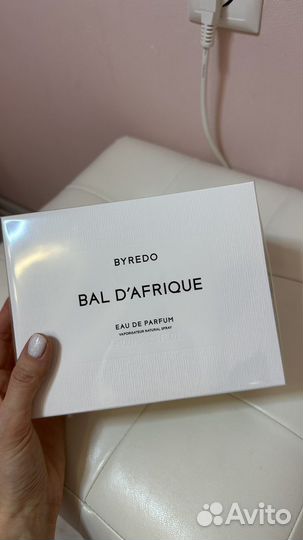 BYREDO
BAL D'AFRIQUE
EAU DE PARFUM
VAPORISATEUR NATURAL SPRAY
Avito